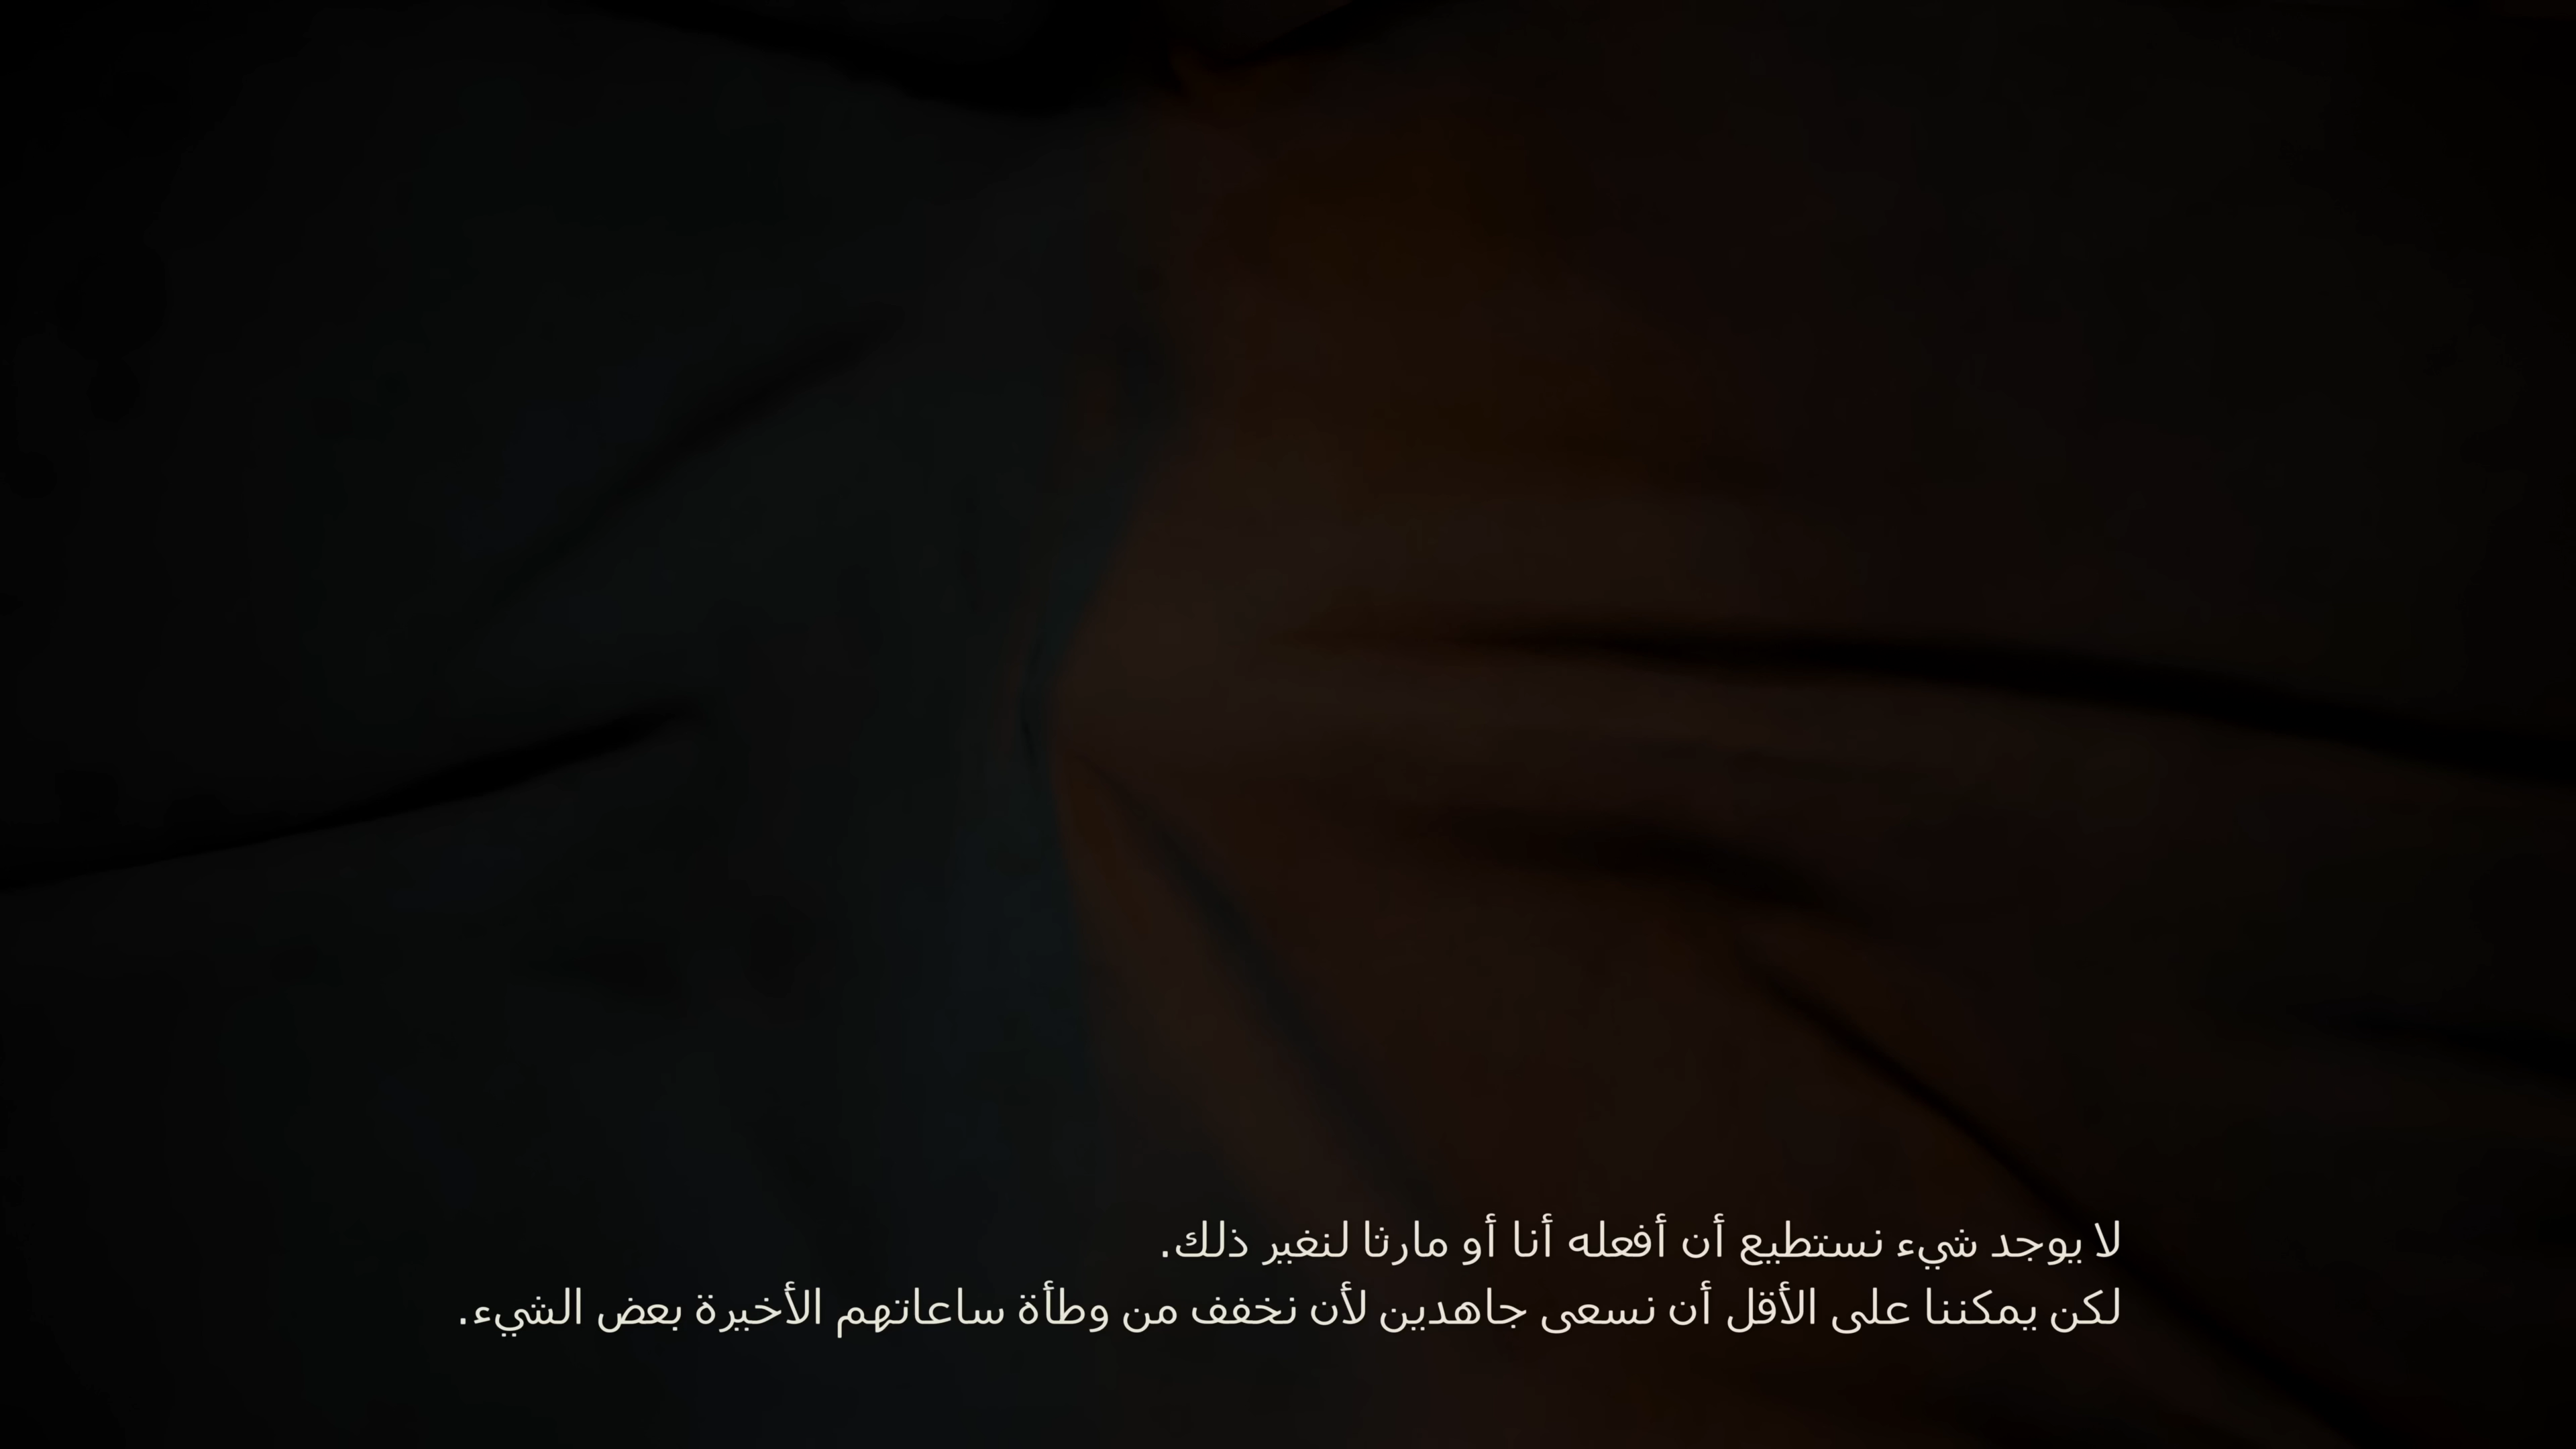 لا يوجد شيء نستطيع أن أفعله أنا أو مارثا لنغير ذلك.
لكن يمكننا على الأقل أن نسعى جاهدين لأن نخفف من وطأة ساعاتهم الأخيرة بعض الشيء.